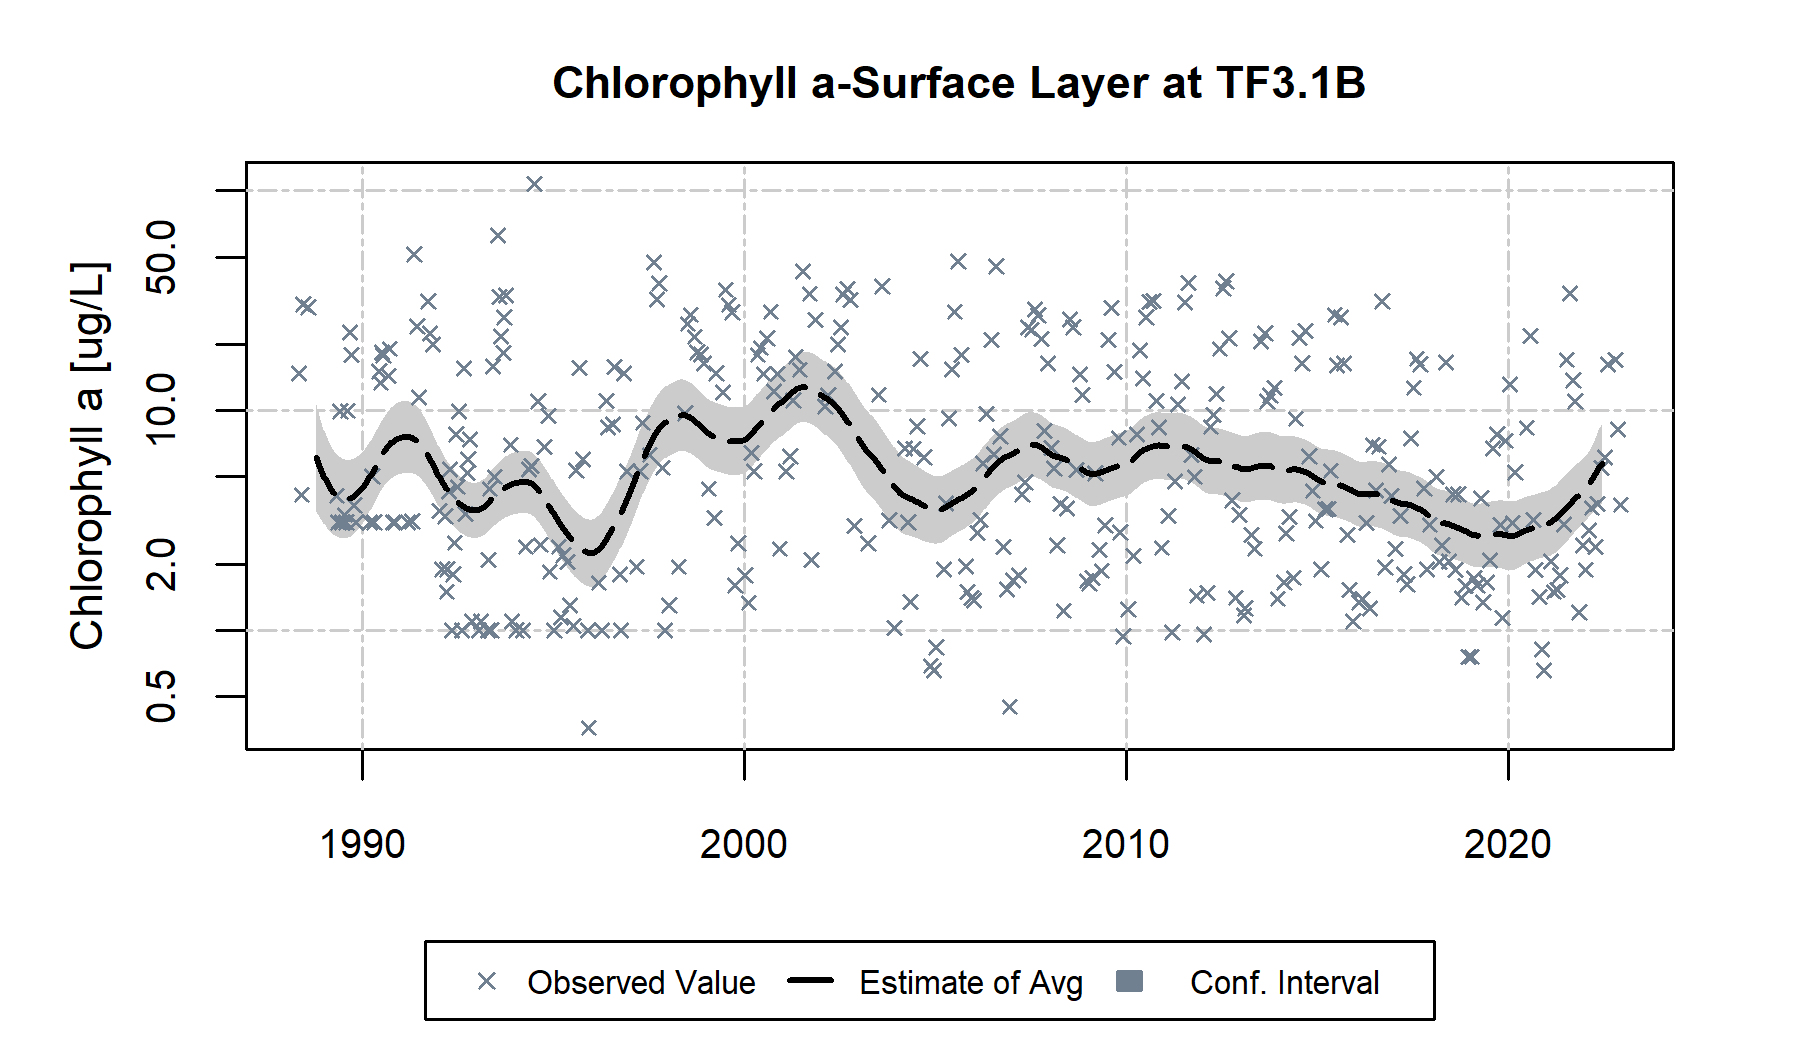 Chlorophyll a-Surface Layer at TF3.1B
Chlorophyll a [ug/L]
50.0
10.0
2.0
0.5
1990 2000 2010 2020
Observed Value Estimate of Avg Conf. Interval